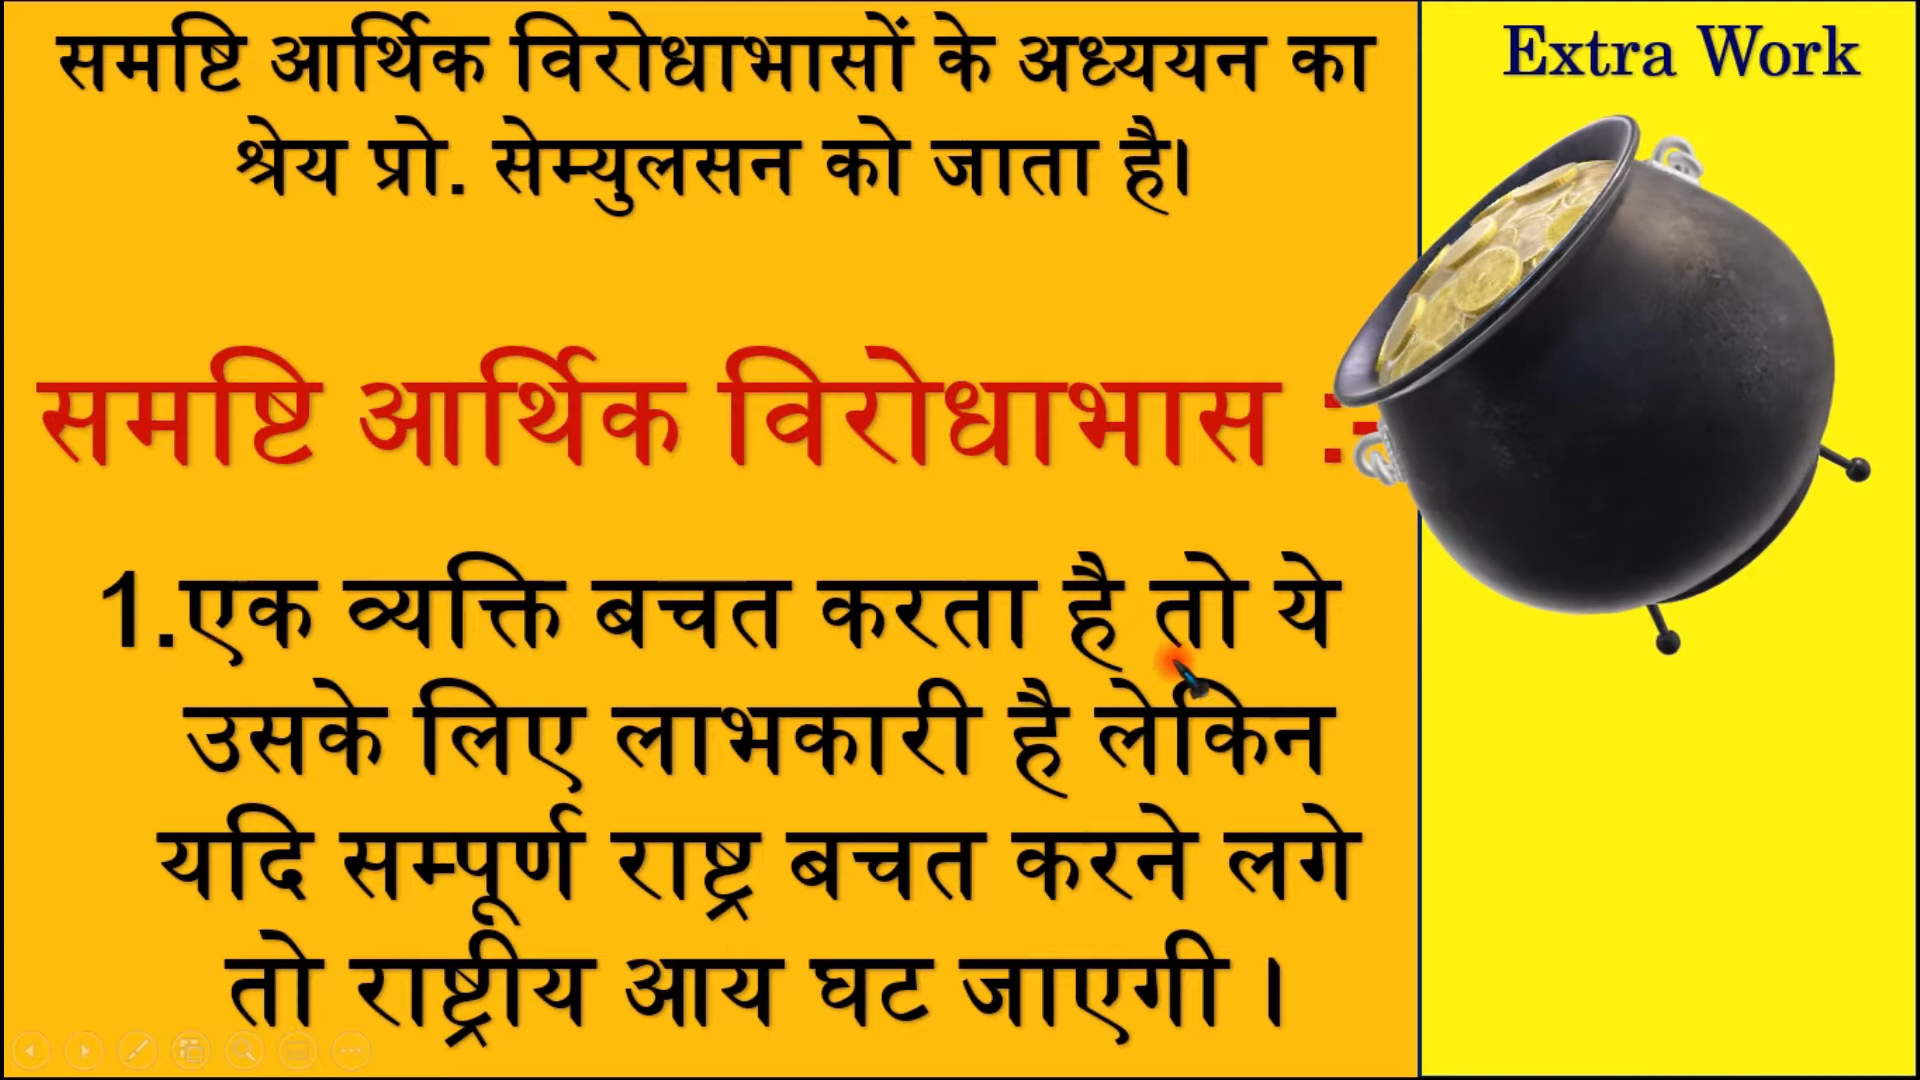 समष्टि आर्थिक विरोधाभासों के अध्ययन का
श्रेय प्रो. सेम्युलसन को जाता है।
समष्टि आर्थिक विरोधाभास :-
1.एक व्यक्ति बचत करता है तो ये
उसके लिए लाभकारी है लेकिन
यदि सम्पूर्ण राष्ट्र बचत करने लगे
तो राष्ट्रीय आय घट जाएगी ।
Extra Work